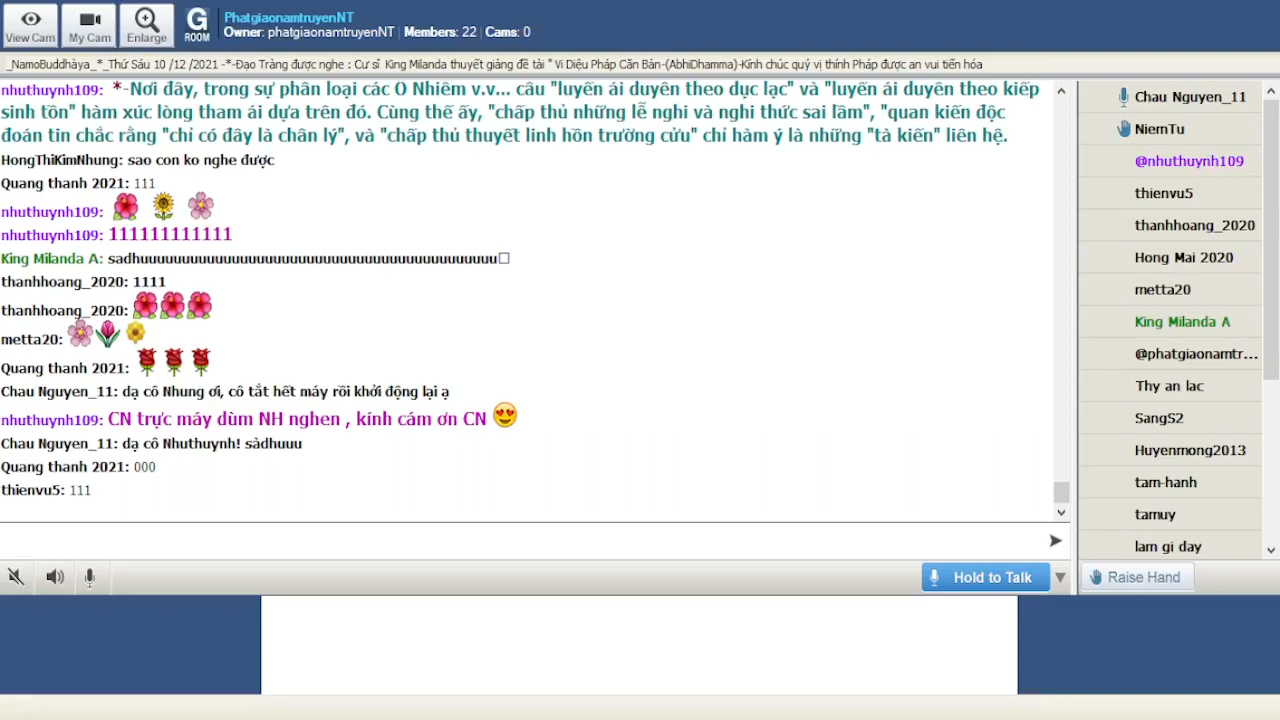 View Cam
My Cam
Enlarge
G
ROOM
PhatgiaonamtruyenNT
Owner: phatgiaonamtruyenNT | Members: 22 | Cams: 0
_NamoBuddhàya_*_Thứ Sáu 10 /12 /2021 -*-Đạo Tràng được nghe : Cư sĩ King Milanda thuyết giảng đề tài " Vi Diệu Pháp Căn Bản-(AbhiDhamma)-Kính chúc quý vị thính Pháp được an vui tiến hóa
nhuthuynh109: *-Nơi đây, trong sự phân loại các O Nhiêm v.v... câu "luyến ái duyên theo dục lạc" và "luyến ái duyên theo kiếp
sinh tồn" hàm xúc lòng tham ái dựa trên đó. Cùng thế ấy, "chấp thủ những lễ nghi và nghi thức sai lầm", "quan kiến độc
đoán tin chắc rằng "chỉ có đây là chân lý", và "chấp thủ thuyết linh hồn trường cửu" chỉ hàm ý là những "tà kiến" liên hệ.
HongThiKimNhung: sao con ko nghe được
Quang thanh 2021: 111
nhuthuynh109:
nhuthuynh109: 111111111111
King Milanda A: sadhuuuuuuuuuuuuuuuuuuuuuuuuuuuuuuuuuuuuuuuuuu□
thanhhoang_2020: 1111
thanhhoang_2020:
metta20:
Quang thanh 2021:
Chau Nguyen_11: dạ cô Nhung ơi, cô tắt hết máy rồi khởi động lại ạ
nhuthuynh109: CN trực máy dùm NH nghen , kính cám ơn CN
Chau Nguyen_11: dạ cô Nhuthuynh! sàdhuuu
Quang thanh 2021: 000
thienvu5: 111
Chau Nguyen_11
NiemTu
@nhuthuynh109
thienvu5
thanhhoang_2020
Hong Mai 2020
metta20
King Milanda A
@phatgiaonamtr...
Thy an lac
SangS2
Huyenmong2013
tam-hanh
tamuy
lam gi day
Hold to Talk
Raise Hand